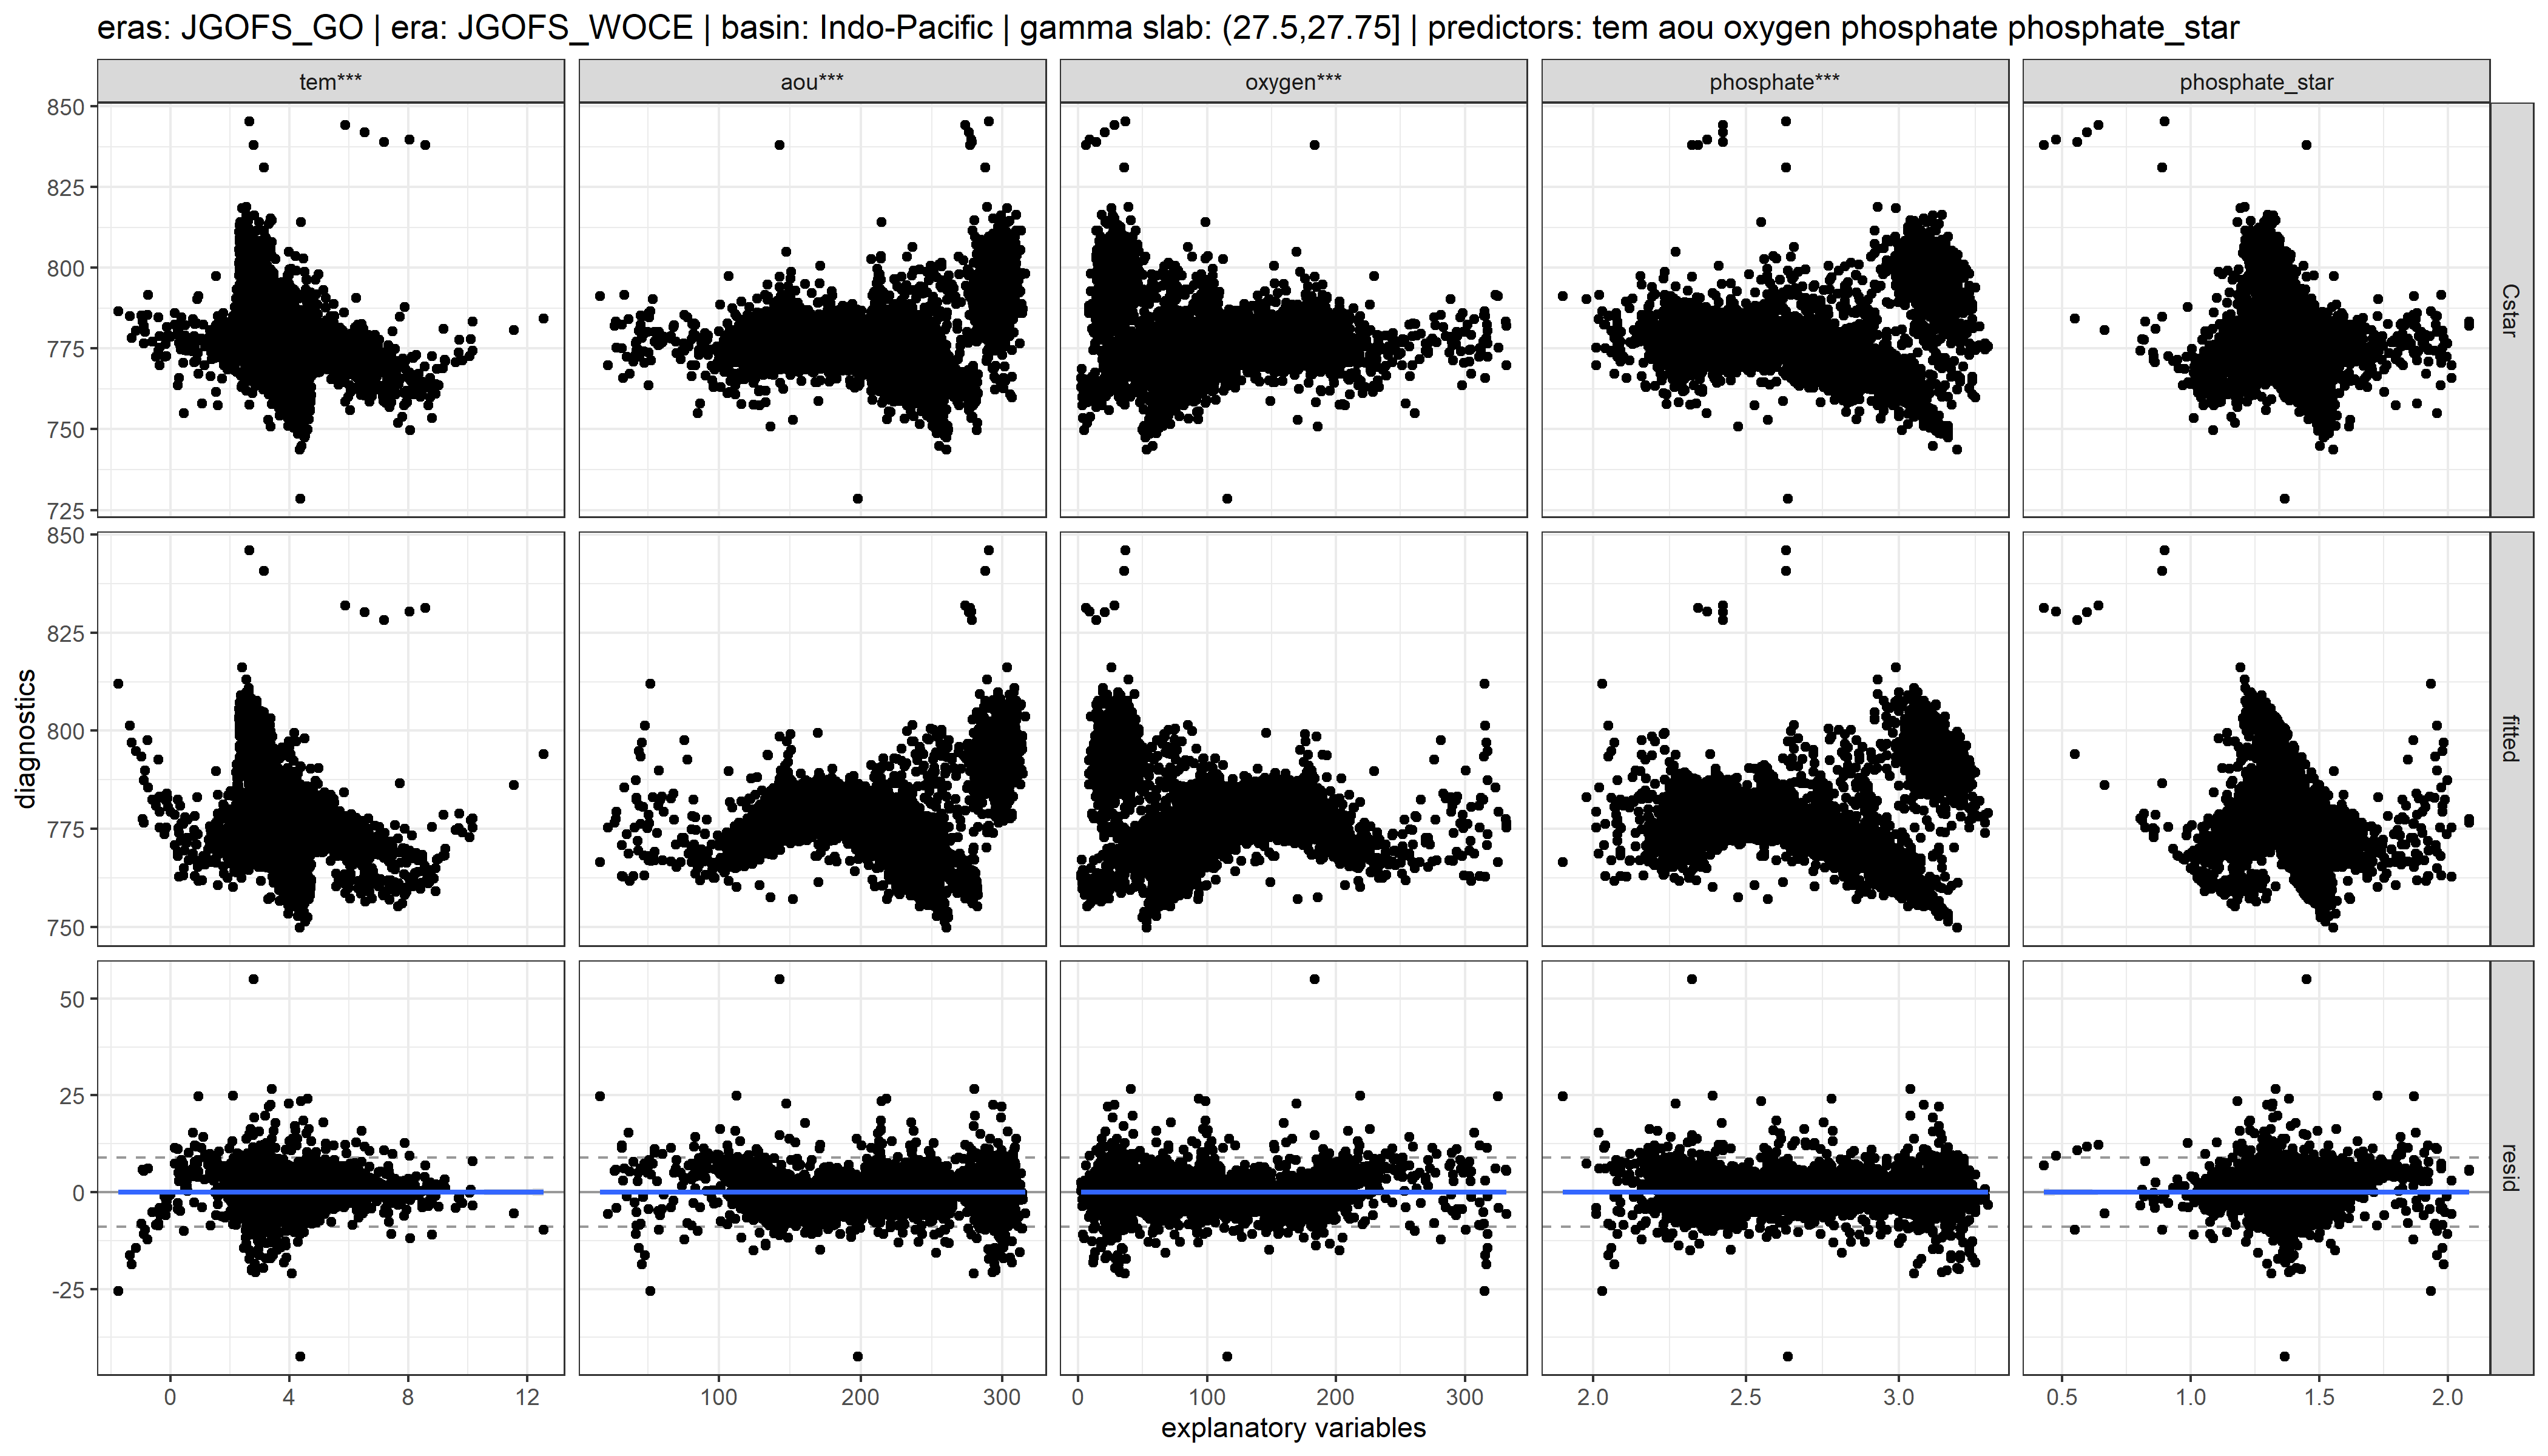 eras: JGOFS_GO | era: JGOFS_WOCE | basin: Indo-Pacific | gamma slab: (27.5,27.75] | predictors: tem aou oxygen phosphate phosphate_star
tem*** aou*** oxygen*** phosphate*** phosphate_star
850
825
800
775
750
725
Cstar
850
825
800
775
750
fitted
diagnostics
50
25
0
-25
resid
0 4 8 12 100 200 300 0 100 200 300 2.0 2.5 3.0 0.5 1.0 1.5 2.0
explanatory variables